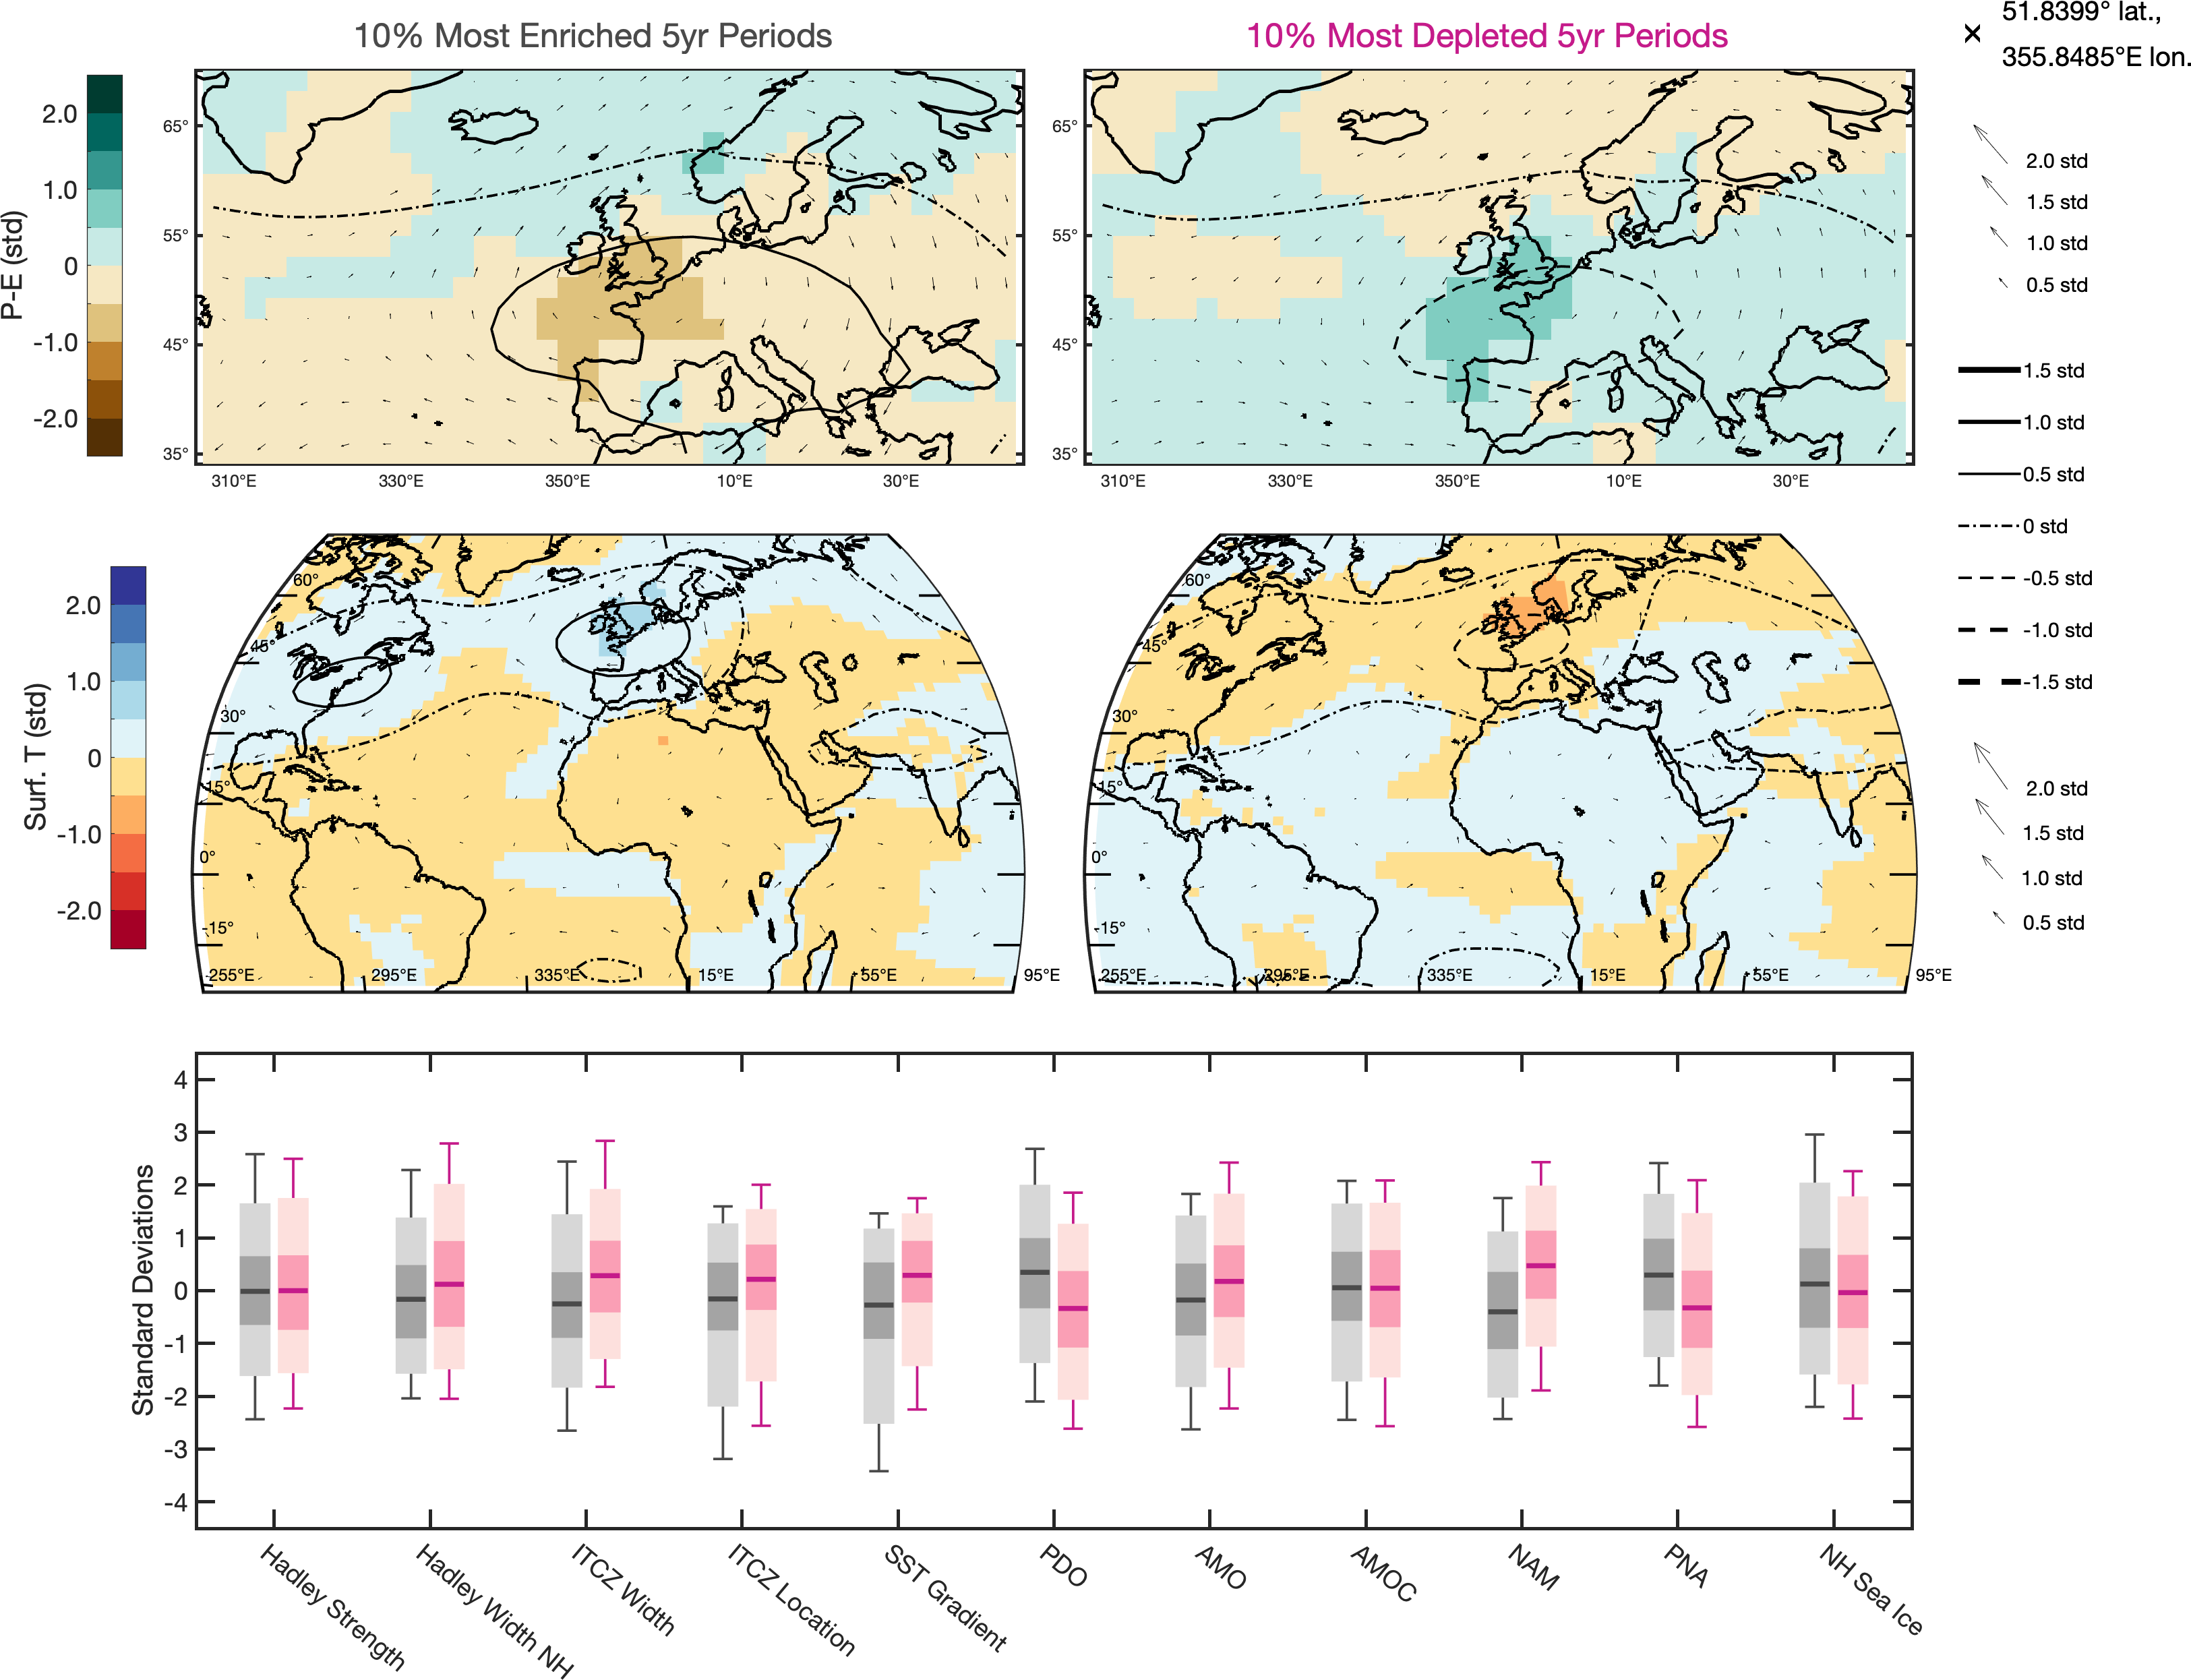 10% Most Enriched 5yr Periods
10% Most Depleted 5yr Periods
51.8399° lat.,
355.8485°E lon.
P-E (std)
2.0
1.0
0
-1.0
-2.0
65°
55°
45°
35°
310°E
330°E
350°E
10°E
30°E
65°
55°
45°
35°
310°E
330°E
350°E
10°E
30°E
2.0 std
1.5 std
1.0 std
0.5 std
1.5 std
1.0 std
0.5 std
0 std
-0.5 std
-1.0 std
-1.5 std
Surf. T (std)
2.0
1.0
0
-1.0
-2.0
60°
45°
30°
15°
0°
-15°
255°E
295°E
335°E
15°E
55°E
95°E
60°
45°
30°
15°
0°
-15°
255°E
295°E
335°E
15°E
55°E
95°E
2.0 std
1.5 std
1.0 std
0.5 std
Standard Deviations
4
3
2
1
0
-1
-2
-3
-4
Hadley Strength
Hadley Width NH
ITCZ Width
ITCZ Location
SST Gradient
PDO
AMO
AMOC
NAM
PNA
NH Sea Ice